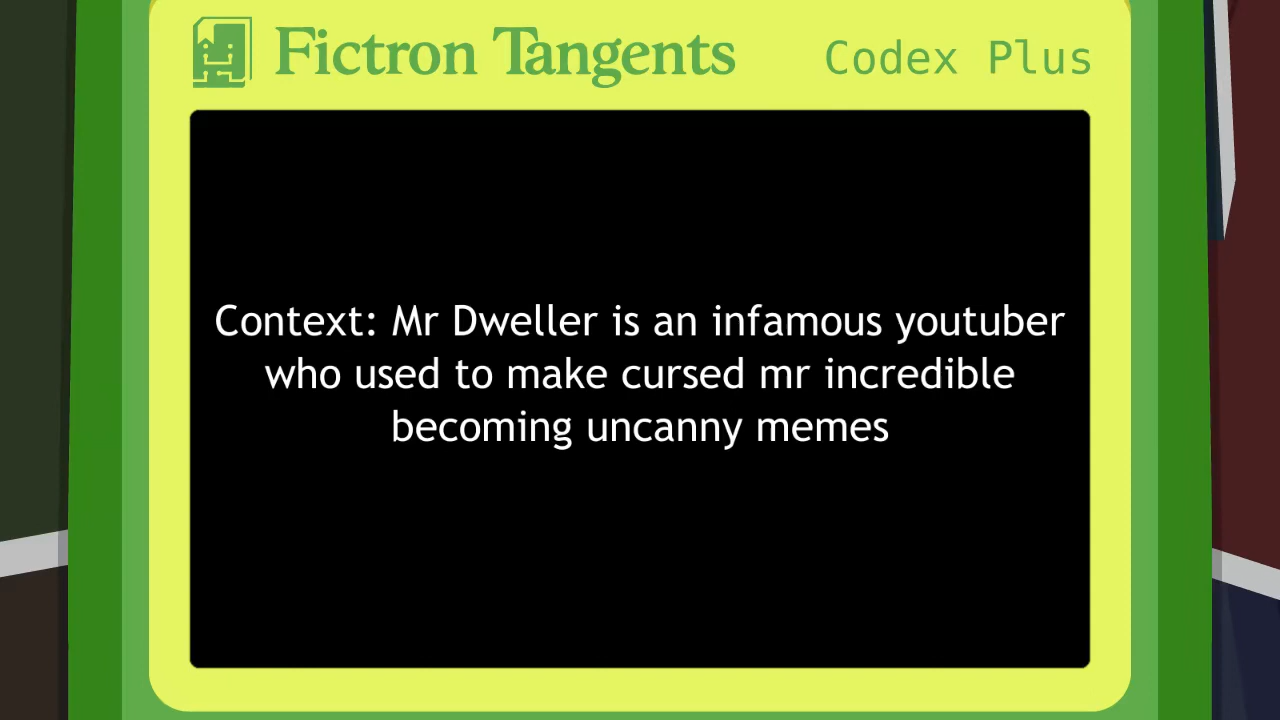 Fictron Tangents
Codex Plus
Context: Mr Dweller is an infamous youtuber
who used to make cursed mr incredible
becoming uncanny memes